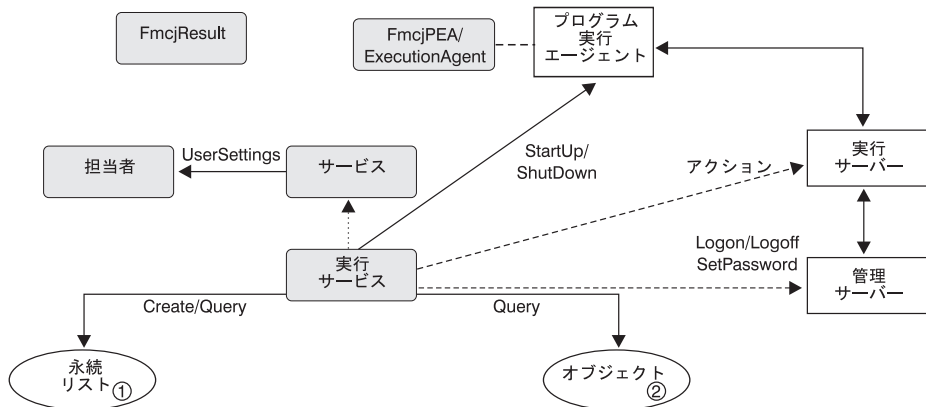 FmcjResult
FmcjPEA/
ExecutionAgent
プログラム
実行
エージェント
担当者
UserSettings
サービス
StartUp/
ShutDown
アクション
実行
サーバー
Logon/Logoff
SetPassword
実行
サービス
管理
サーバー
Create/Query
Query
永続
リスト①
オブジェクト②